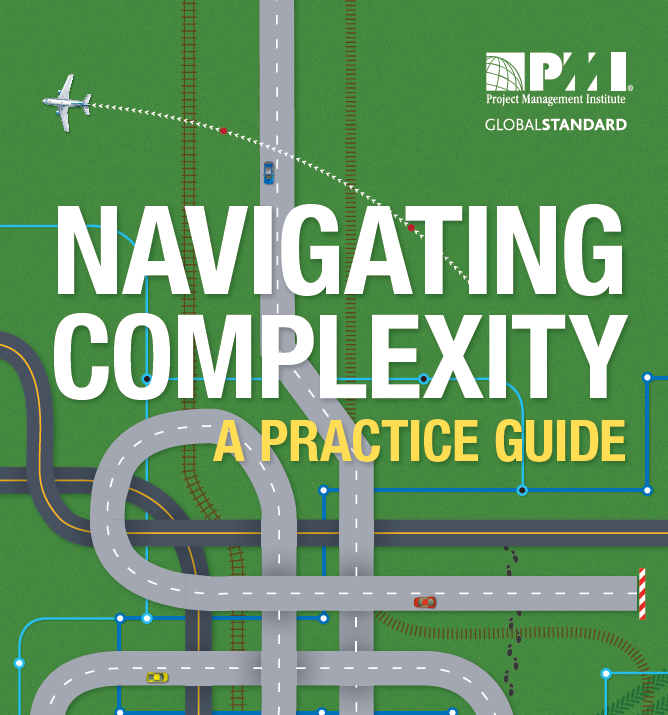 PMI®
Project Management Institute
GLOBALSTANDARD
NAVIGATING
COMPLEXITY
A PRACTICE GUIDE